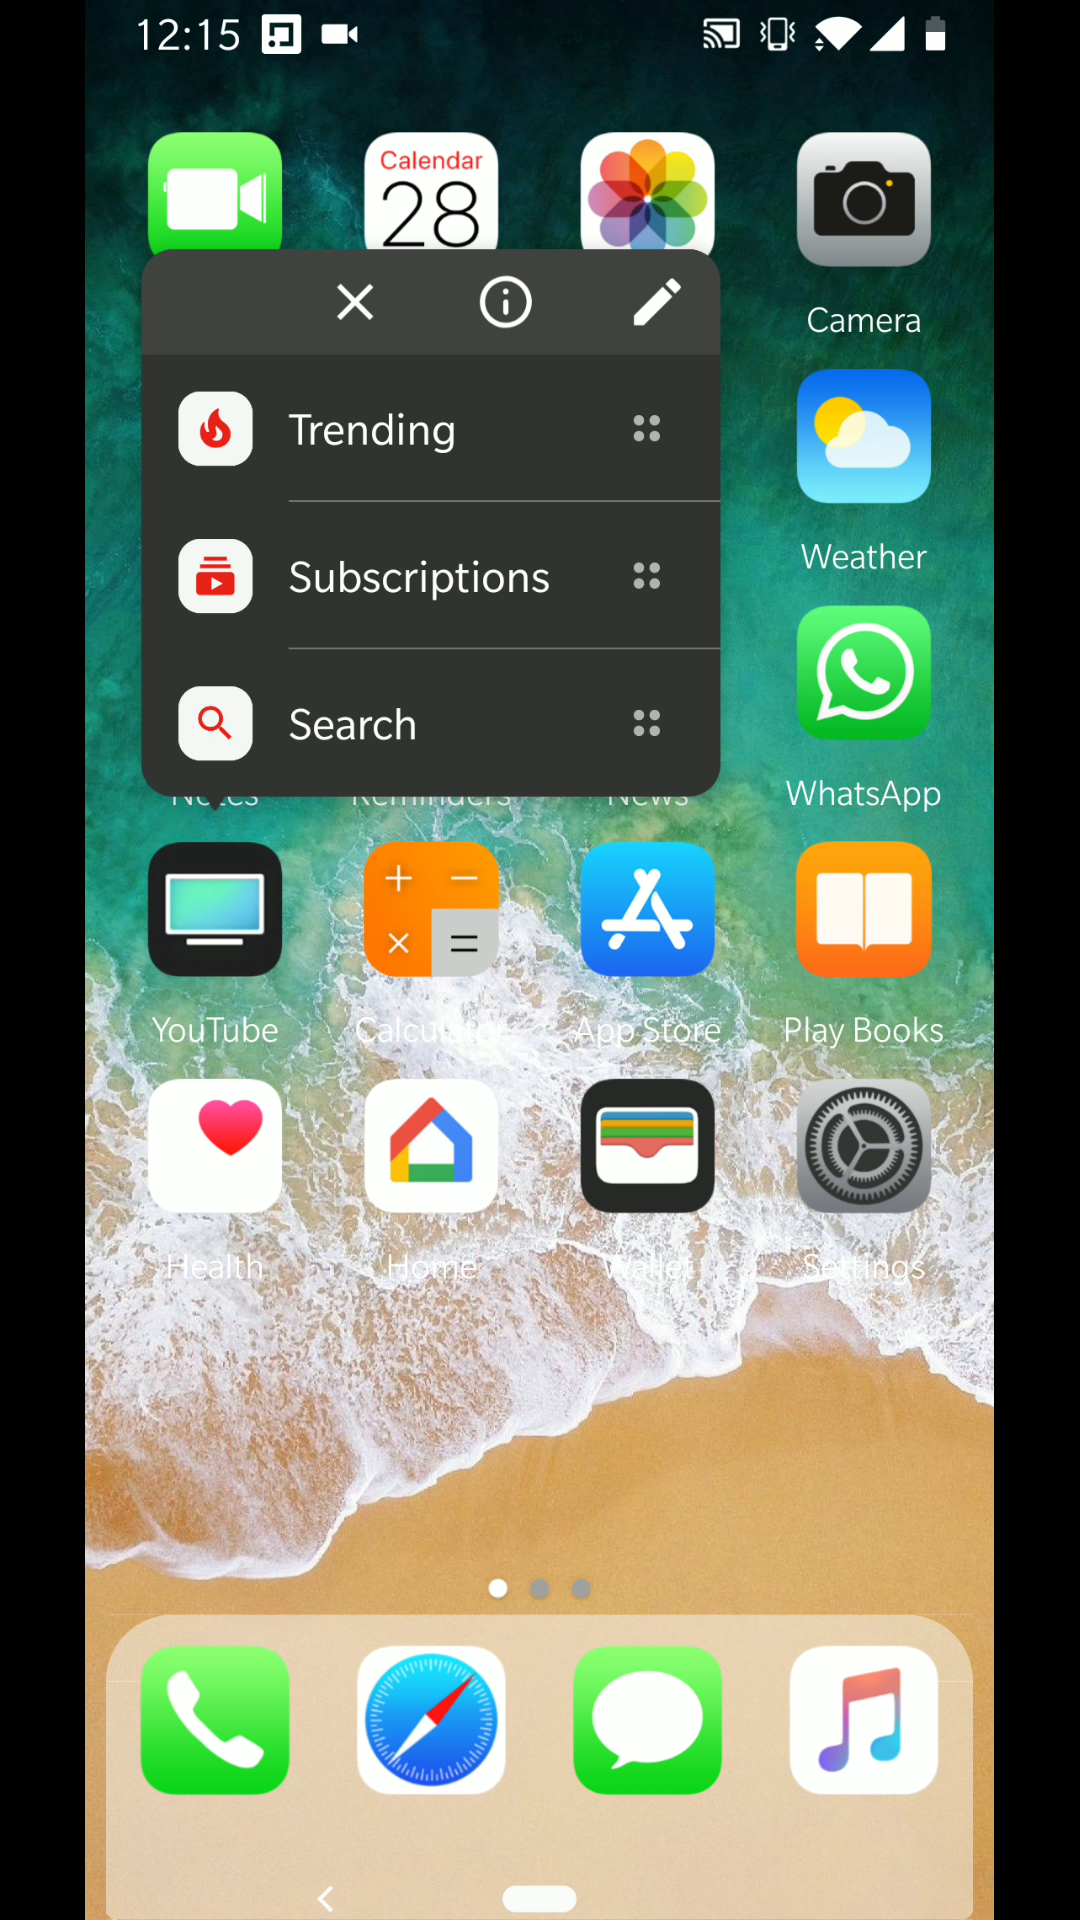 12:15
Calendar
28
Camera
Trending
Weather
Subscriptions
Search
Notes Reminders News WhatsApp
YouTube Calculator App Store Play Books
Health Home Wallet Settings